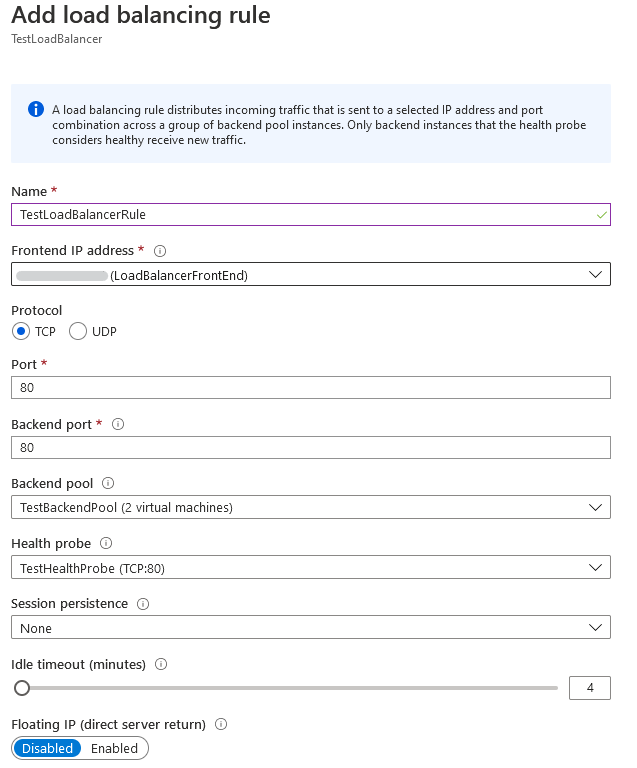 Add load balancing rule
TestLoadBalancer
A load balancing rule distributes incoming traffic that is sent to a selected IP address and port
combination across a group of backend pool instances. Only backend instances that the health probe
considers healthy receive new traffic.
Name *
TestLoadBalancerRule
Frontend IP address *
(LoadBalancerFrontEnd)
Protocol
TCP UDP
Port *
80
Backend port *
80
Backend pool
TestBackendPool (2 virtual machines)
Health probe
TestHealthProbe (TCP:80)
Session persistence
None
Idle timeout (minutes)
4
Floating IP (direct server return)
Disabled Enabled